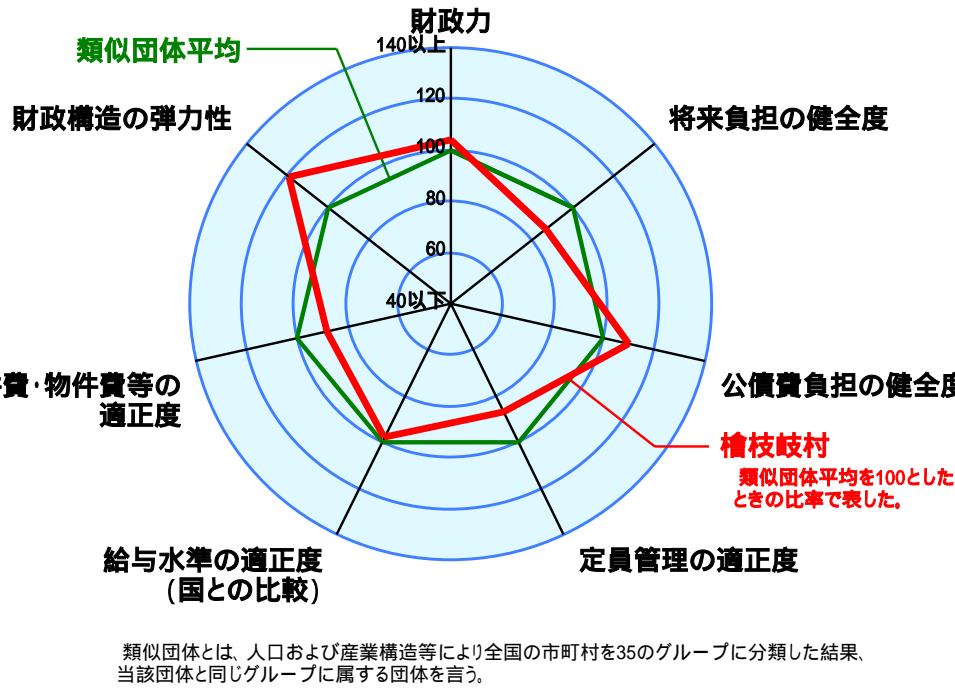 財政力
140以上
類似団体平均
120
財政構造の弾力性
将来負担の健全度
100
80
60
40以下
費・物件費等の
適正度
公債費負担の健全度
檜枝岐村
類似団体平均を100とした
ときの比率で表した。
給与水準の適正度
(国との比較)
定員管理の適正度
類似団体とは、人口および産業構造等により全国の市町村を35のグループに分類した結果、
当該団体と同じグループに属する団体を言う。